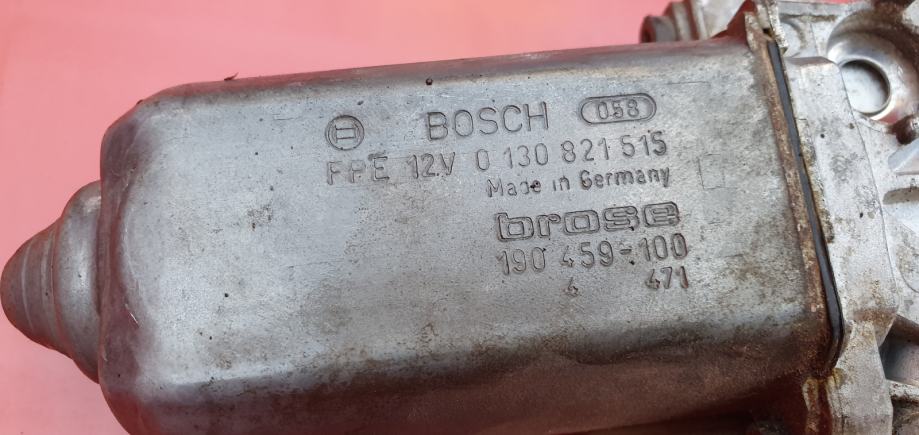 BOSCH 058
FPE 12V 0 130 821 515
Made in Germany
brose
190 459-100
4 471